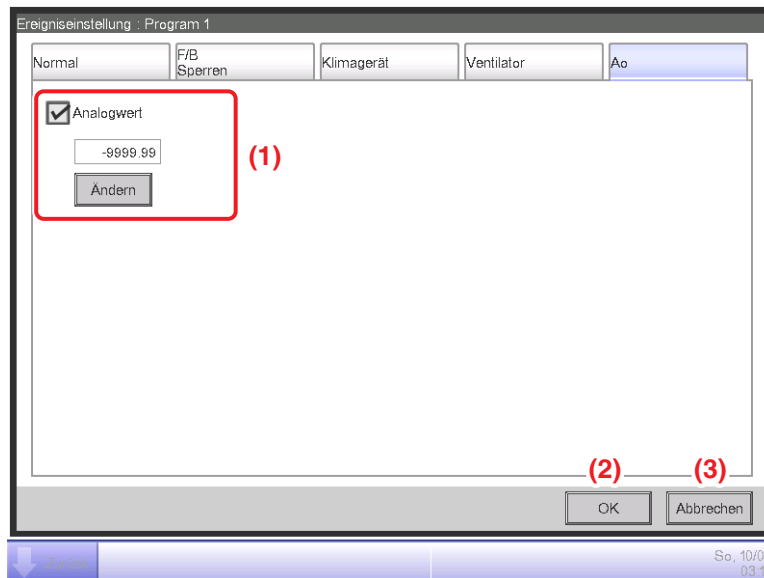 Ereigniseinstellung : Program 1
Normal
F/B
Sperren
Klimagerät
Ventilator
Ao
Analogwert
-9999.99
(1)
Ändern
(2)
(3)
OK
Abbrechen
Zurück
So, 10/0
03:1